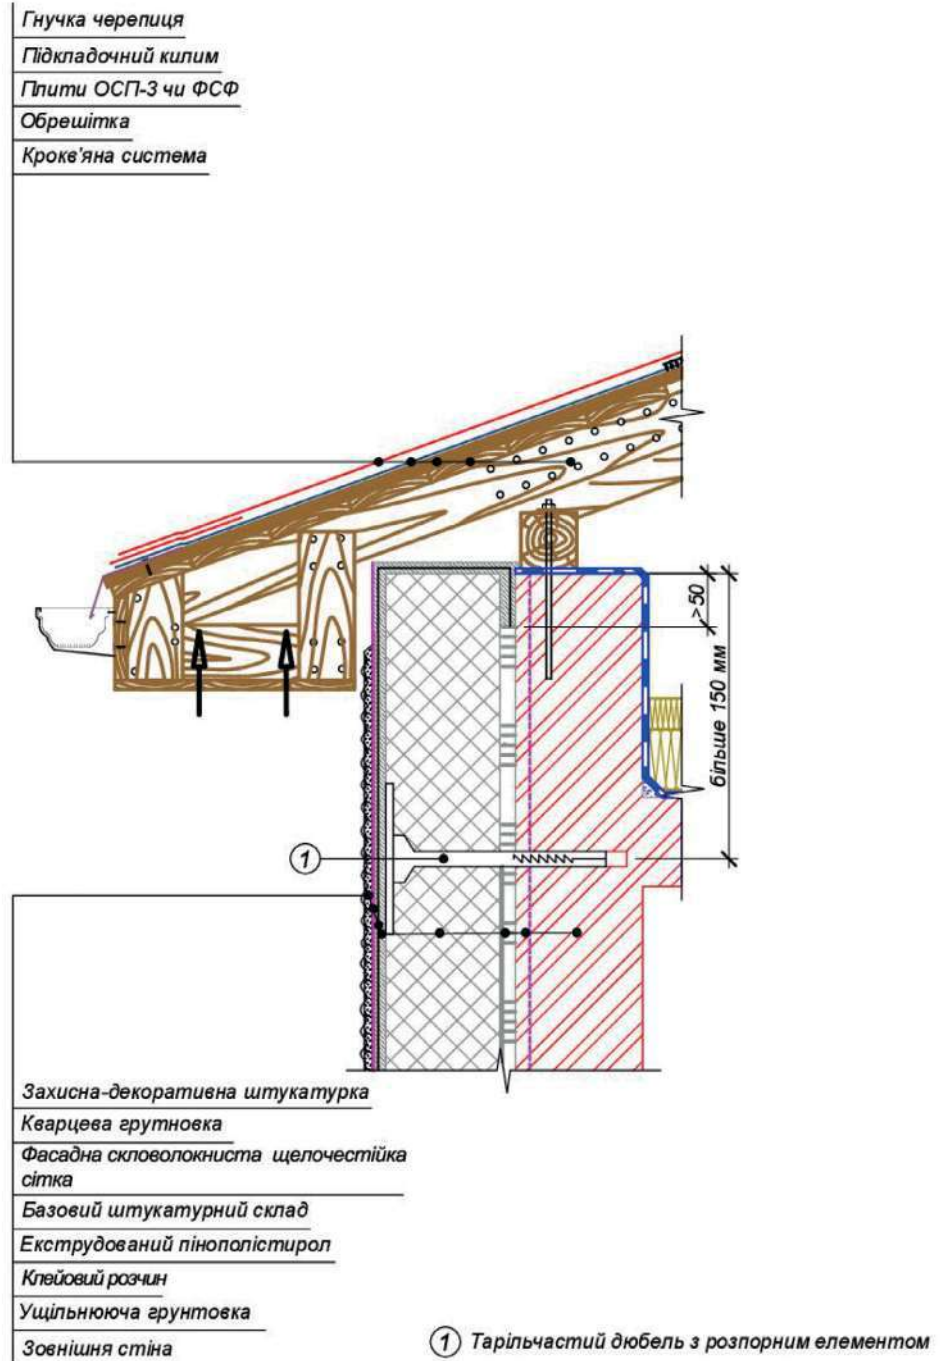 Гнучка черепиця
Підкладочний килим
Плити ОСП-3 чи ФСФ
Обрешітка
Крокв'яна система
>50
більше 150 мм
1
Захисна-декоративна штукатурка
Кварцева грутновка
Фасадна скловолокниста щелочестійка
сітка
Базовий штукатурний склад
Екструдований пінополістирол
Клейовий розчин
Ущільнююча грунтовка
Зовнішня стіна
1 Тарільчастий дюбель з розпорним елементом